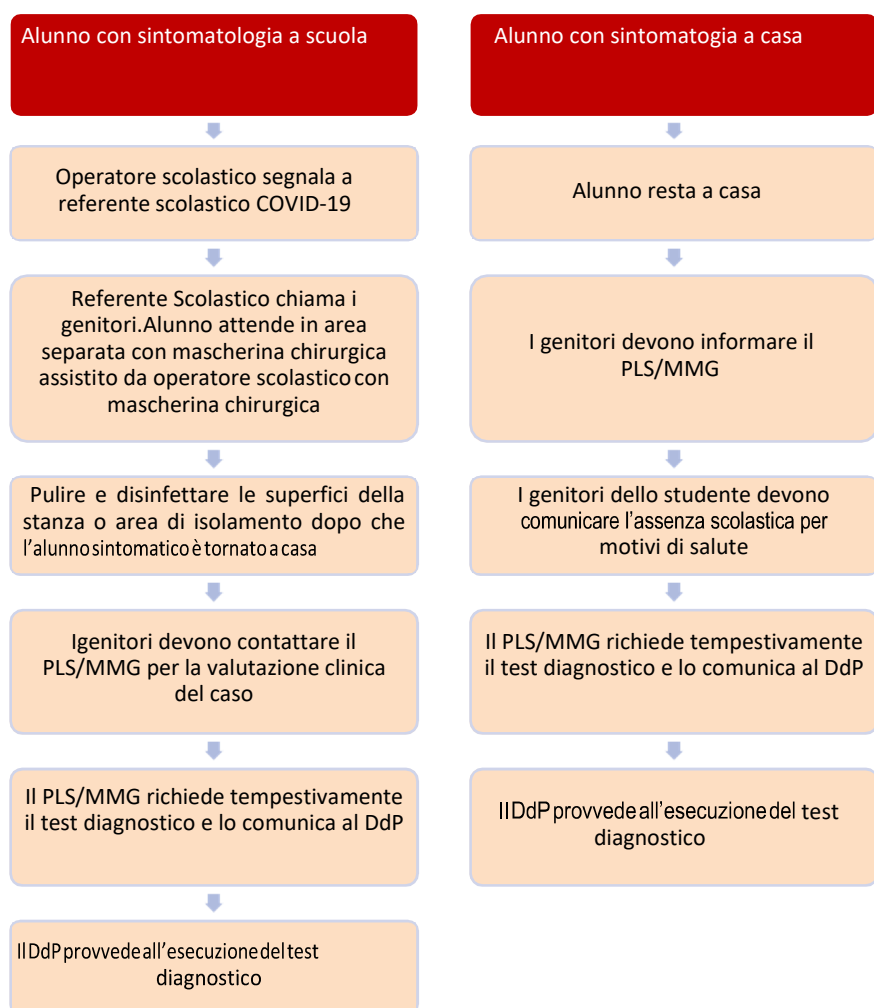 Alunno con sintomatologia a scuola
Operatore scolastico segnala a
referente scolastico COVID-19
Referente Scolastico chiama i
genitori.Alunno attende in area
separata con mascherina chirurgica
assistito da operatore scolastico con
mascherina chirurgica
Pulire e disinfettare le superfici della
stanza o area di isolamento dopo che
l'alunno sintomatico è tornato a casa
Igenitori devono contattare il
PLS/MMG per la valutazione clinica
del caso
Il PLS/MMG richiede tempestivamente
il test diagnostico e lo comunica al DdP
Il DdP provvede all'esecuzione del test
diagnostico
Alunno con sintomatogia a casa
Alunno resta a casa
I genitori devono informare il
PLS/MMG
I genitori dello studente devono
comunicare l'assenza scolastica per
motivi di salute
Il PLS/MMG richiede tempestivamente
il test diagnostico e lo comunica al DdP
Il DdP provvede all'esecuzione del test
diagnostico